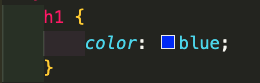 h1 {
color: blue;
}